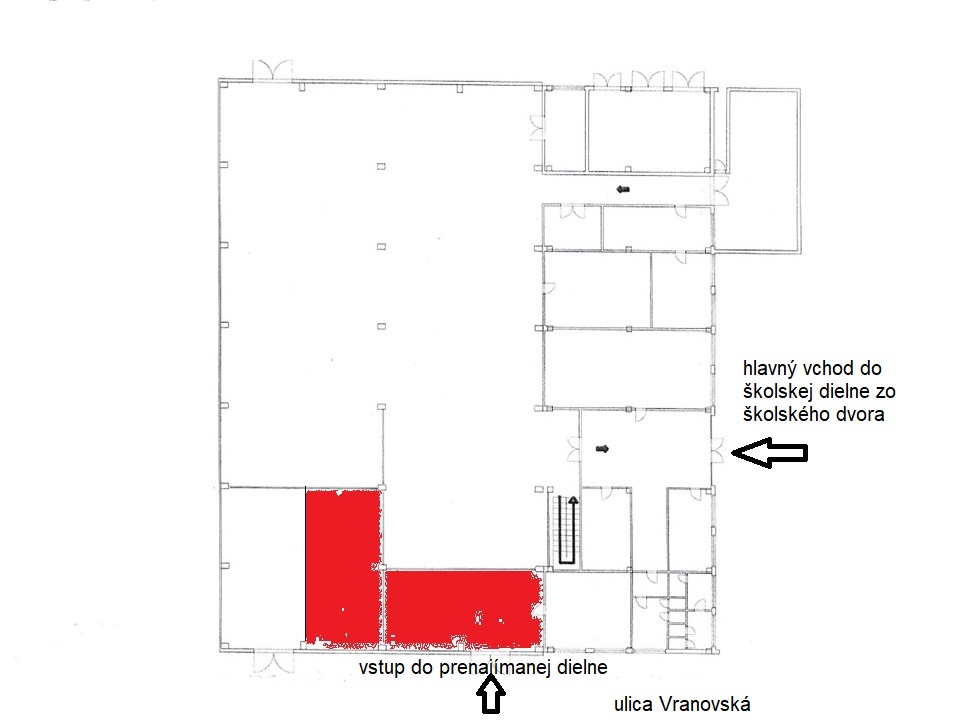 hlavný vchod do
školskej dielne zo
školského dvora
vstup do prenajímanej dielne
ulica Vranovská